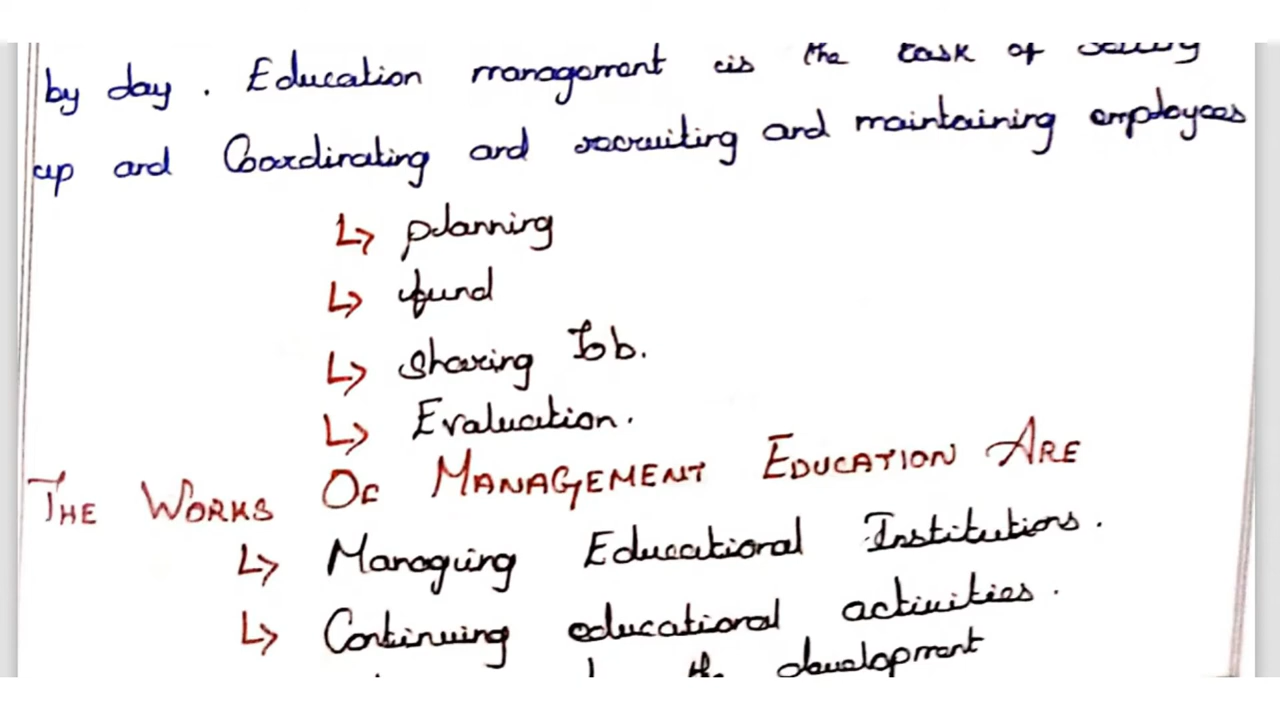 by day. Education management is the task of setting
up and Coordinating and recruiting and maintaining employees
↳ planning
↳ fund
↳ sharing Job.
↳ Evaluation.
THE WORKS OF MANAGEMENT EDUCATION ARE
↳ Managing Educational Institutions.
↳ Continuing educational activities.
the development